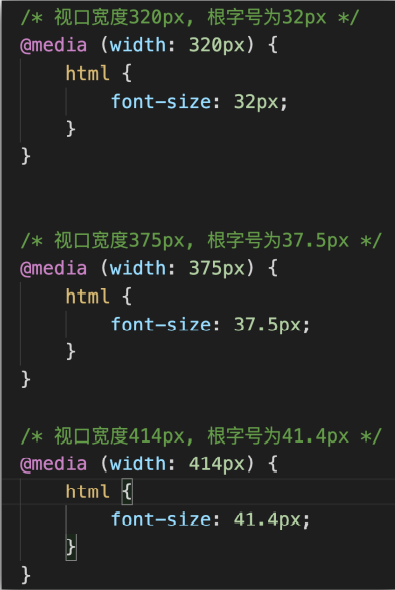 /* 视口宽度320px, 根字号为32px */
@media (width: 320px) {
html {
font-size: 32px;
}
}
/* 视口宽度375px, 根字号为37.5px */
@media (width: 375px) {
html {
font-size: 37.5px;
}
}
/* 视口宽度414px, 根字号为41.4px */
@media (width: 414px) {
html {
font-size: 41.4px;
}
}